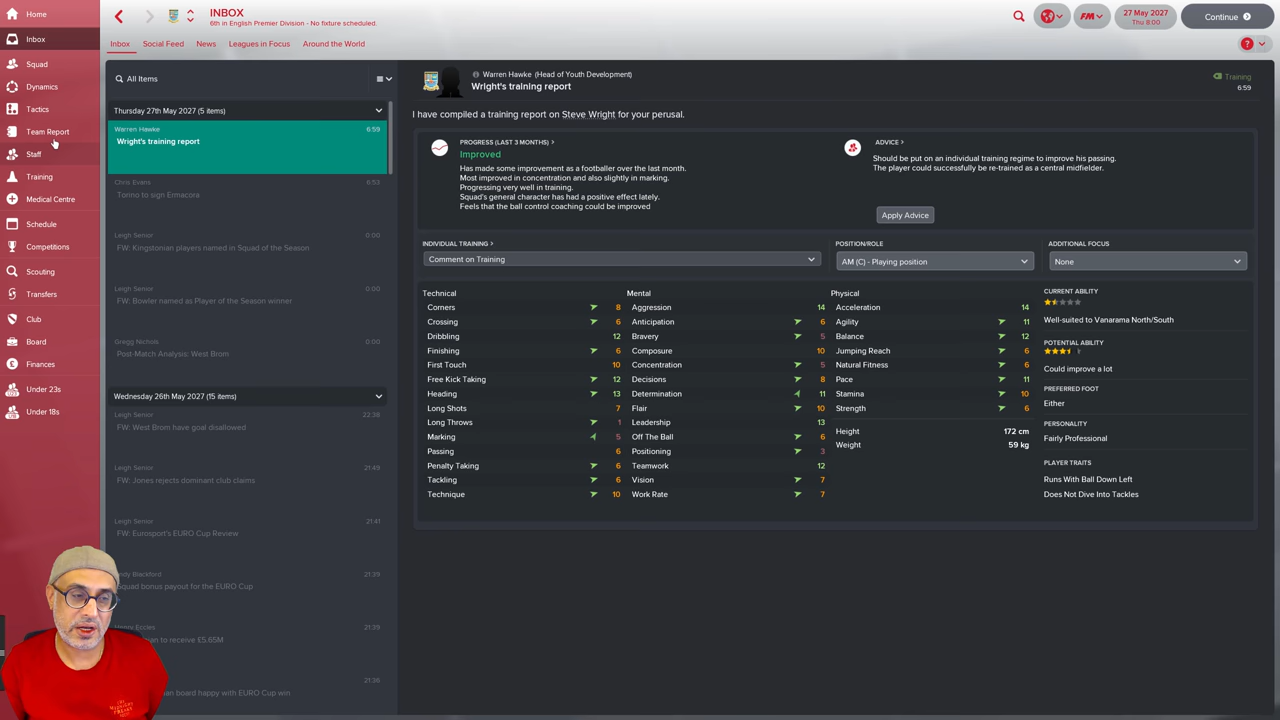 Home
Inbox
Squad
Dynamics
Tactics
Team Report
Staff
Training
Medical Centre
Schedule
Competitions
Scouting
Transfers
Club
Board
Finances
Under 23s
Under 18s
INBOX
6th in English Premier Division - No fixture scheduled.
FM
27 May 2027
Thu 8:00
Continue
Inbox Social Feed News Leagues in Focus Around the World
?
All Items
Thursday 27th May 2027 (5 items)
Warren Hawke 6:59
Wright's training report
Chris Evans 6:53
Torino to sign Ermacora
Leigh Senior 0:00
FW: Kingstonian players named in Squad of the Season
Leigh Senior 0:00
FW: Bowler named as Player of the Season winner
Gregg Nichols 0:00
Post-Match Analysis: West Brom
Wednesday 26th May 2027 (15 items)
Leigh Senior 22:38
FW: West Brom have goal disallowed
Leigh Senior 21:49
FW: Jones rejects dominant club claims
Leigh Senior 21:41
FW: Eurosport's EURO Cup Review
Blackford 21:39
quad bonus payout for the EURO Cup
Eccles 21:39
to receive £5.65M
Leigh Senior 21:36
board happy with EURO Cup win
Warren Hawke (Head of Youth Development)
Wright's training report
Training
6:59
I have compiled a training report on Steve Wright for your perusal.
PROGRESS (LAST 3 MONTHS) >
Improved
Has made some improvement as a footballer over the last month.
Most improved in concentration and also slightly in marking.
Progressing very well in training.
Squad's general character has had a positive effect lately.
Feels that the ball control coaching could be improved
ADVICE >
Should be put on an individual training regime to improve his passing.
The player could successfully be re-trained as a central midfielder.
Apply Advice
INDIVIDUAL TRAINING >
Comment on Training
POSITION/ROLE
AM (C) - Playing position
ADDITIONAL FOCUS
None
Technical
Corners 8
Crossing 6
Dribbling 12
Finishing 6
First Touch 10
Free Kick Taking 12
Heading 13
Long Shots 7
Long Throws 1
Marking 5
Passing 6
Penalty Taking 6
Tackling 6
Technique 10
Mental
Aggression 14
Anticipation 6
Bravery 5
Composure 10
Concentration 5
Decisions 8
Determination 11
Flair 10
Leadership 13
Off The Ball 6
Positioning 3
Teamwork 12
Vision 7
Work Rate 7
Physical
Acceleration 14
Agility 11
Balance 12
Jumping Reach 6
Natural Fitness 6
Pace 11
Stamina 10
Strength 6
Height 172 cm
Weight 59 kg
CURRENT ABILITY
Well-suited to Vanarama North/South
POTENTIAL ABILITY
Could improve a lot
PREFERRED FOOT
Either
PERSONALITY
Fairly Professional
PLAYER TRAITS
Runs With Ball Down Left
Does Not Dive Into Tackles